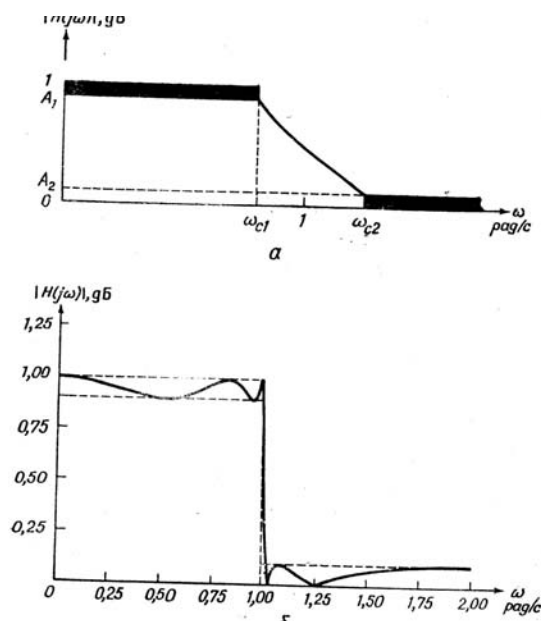 |H(jω)|, дБ
1
A₁
A₂
0
ω_c1 1 ω_c2
ω
рад/с
а
|H(jω)|, дБ
1,25
1,00
0,75
0,50
0,25
0 0,25 0,50 0,75 1,00 1,25 1,50 1,75 2,00
ω
рад/с